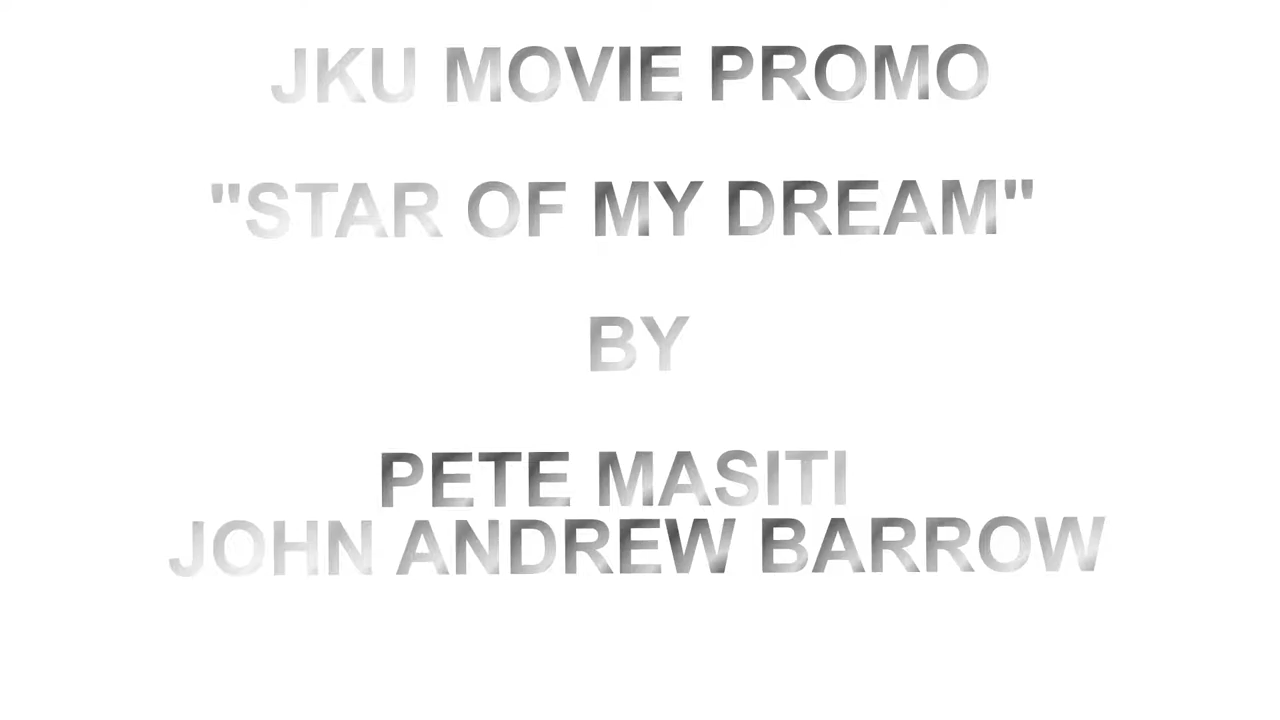 JKU MOVIE PROMO
"STAR OF MY DREAM"
BY
PETE MASITI
JOHN ANDREW BARROW